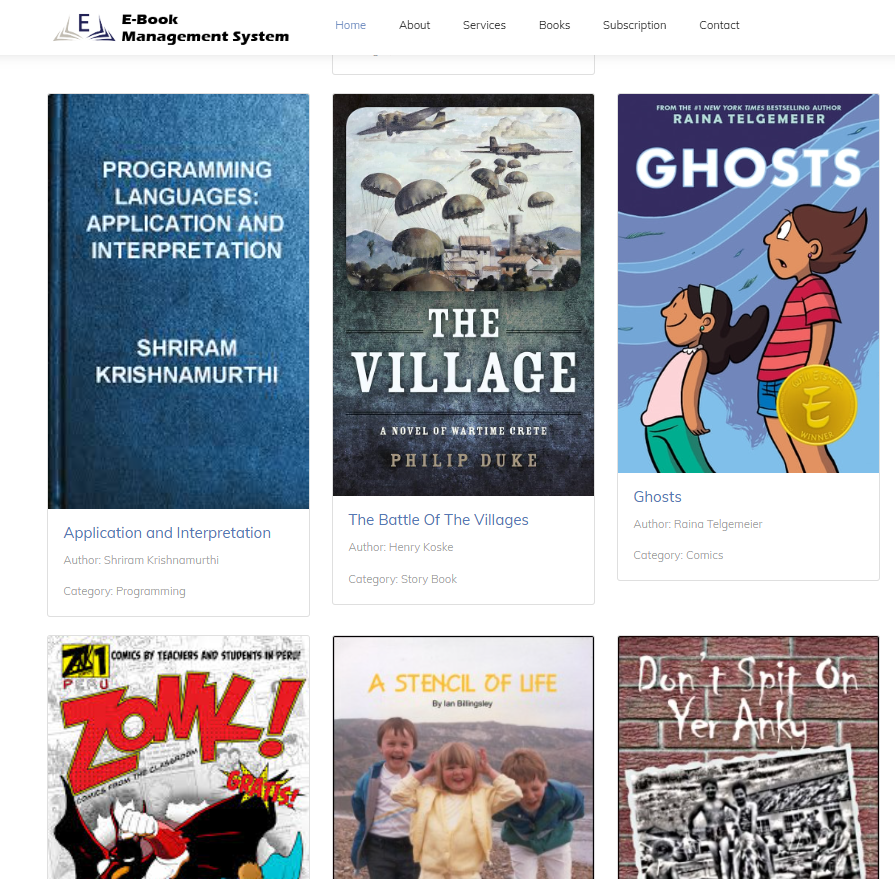 E
E-Book
Management System
Home
About
Services
Books
Subscription
Contact
PROGRAMMING
LANGUAGES:
APPLICATION AND
INTERPRETATION
SHRIRAM
KRISHNAMURTHI
Application and Interpretation
Author: Shriram Krishnamurthi
Category: Programming
THE
VILLAGE
A NOVEL OF WARTIME CRETE
PHILIP DUKE
The Battle Of The Villages
Author: Henry Koske
Category: Story Book
FROM THE #1 NEW YORK TIMES BESTSELLING AUTHOR
RAINA TELGEMEIER
GHOSTS
E
WINNER
Ghosts
Author: Raina Telgemeier
Category: Comics
COMICS BY TEACHERS AND STUDENTS IN PERU!
PERU
ZOMK!
COMICS FROM THE CLASSROOM
GRATIS!
A STENCIL OF LIFE
By Ian Billingsley
Don't Spit On
Yer Anky